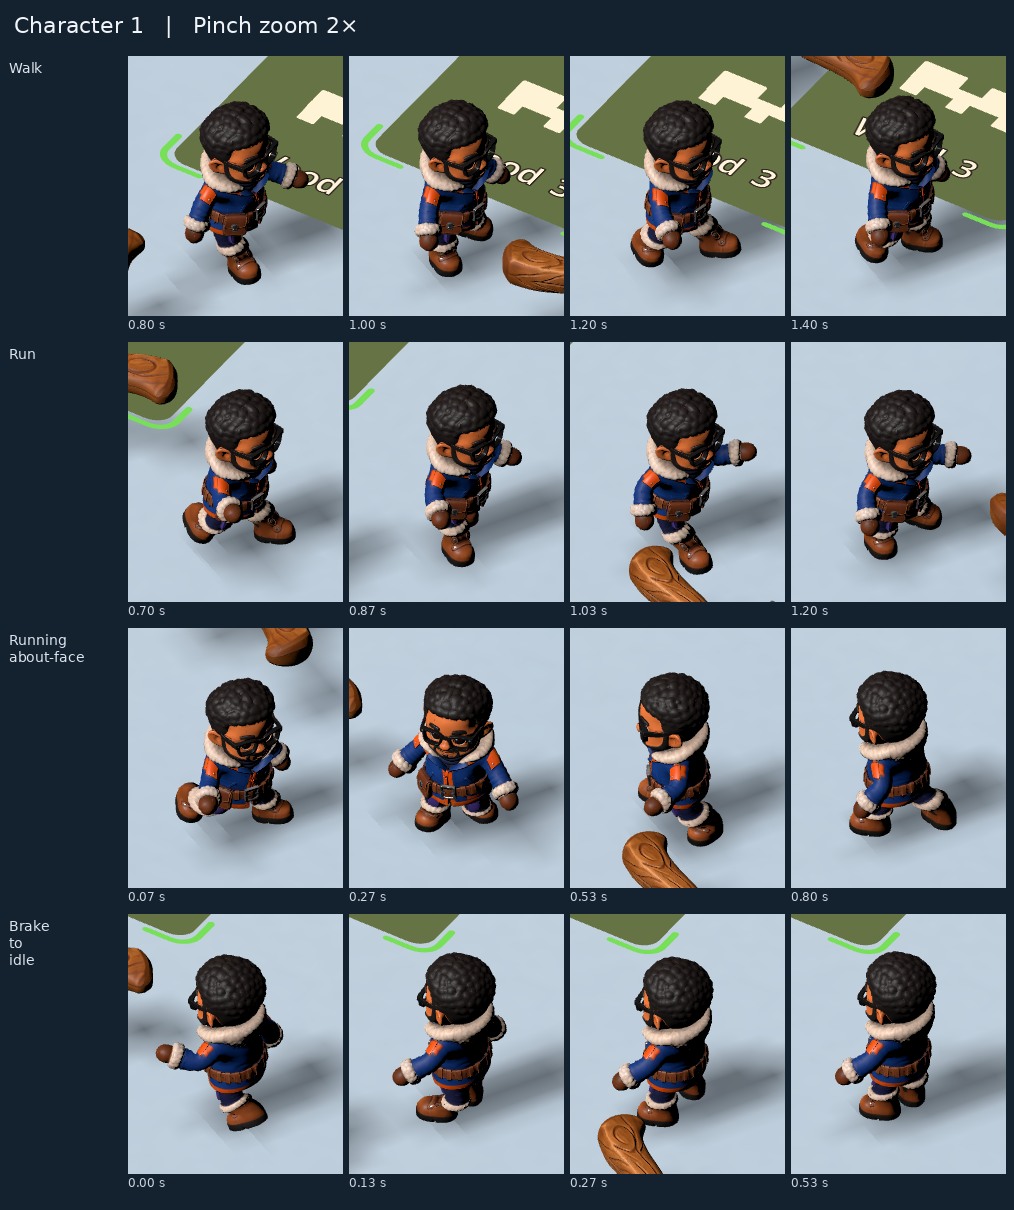 Character 1 | Pinch zoom 2×
Walk
0.80 s
1.00 s
1.20 s
1.40 s
Run
0.70 s
0.87 s
1.03 s
1.20 s
Running
about-face
0.07 s
0.27 s
0.53 s
0.80 s
Brake
to
idle
0.00 s
0.13 s
0.27 s
0.53 s